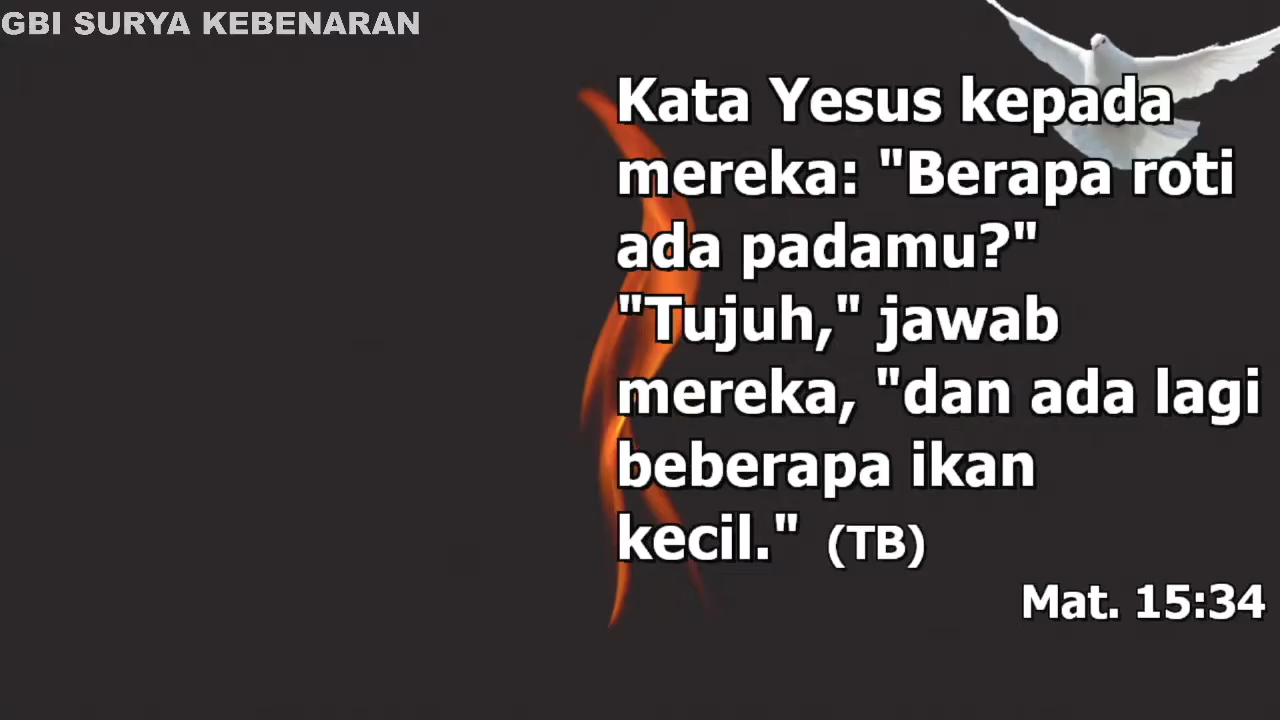 GBI SURYA KEBENARAN
Kata Yesus kepada
mereka: "Berapa roti
ada padamu?"
"Tujuh," jawab
mereka, "dan ada lagi
beberapa ikan
kecil." (TB)
Mat. 15:34